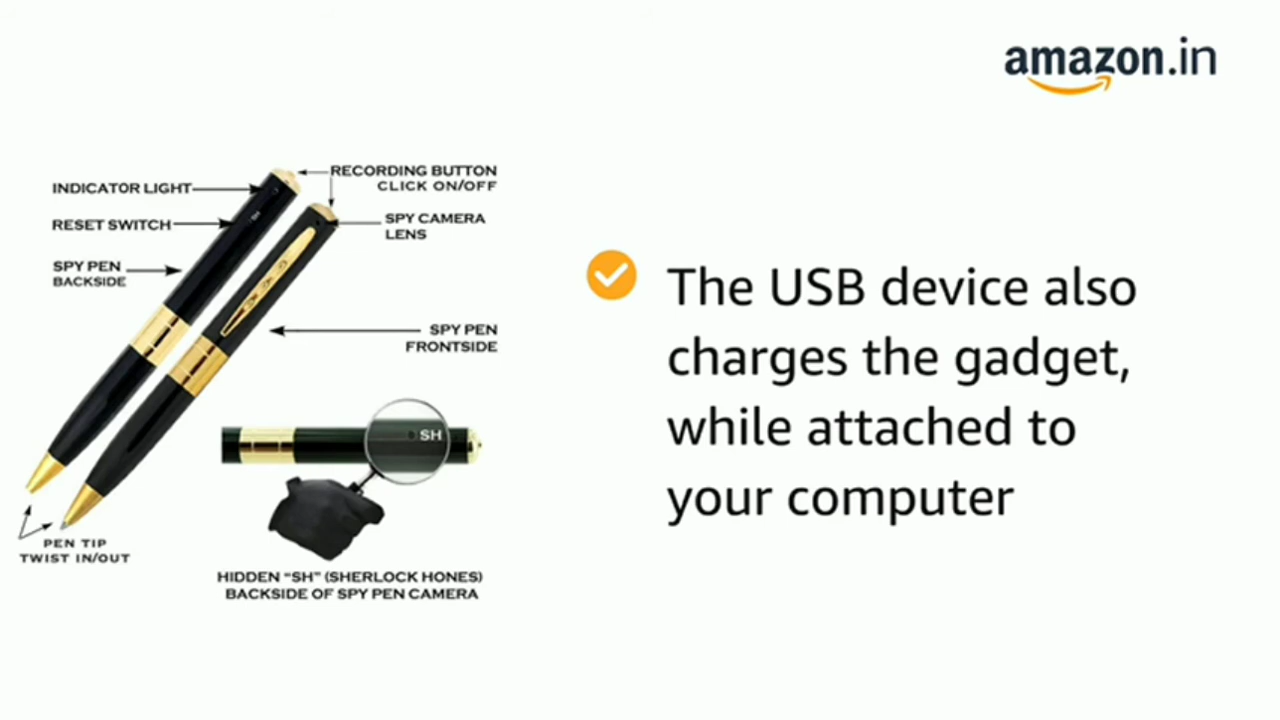 amazon.in
RECORDING BUTTON
CLICK ON/OFF
INDICATOR LIGHT
RESET SWITCH
SPY CAMERA
LENS
SPY PEN
BACKSIDE
SPY PEN
FRONTSIDE
SH
PEN TIP
TWIST IN/OUT
HIDDEN “SH” (SHERLOCK HONES)
BACKSIDE OF SPY PEN CAMERA
The USB device also
charges the gadget,
while attached to
your computer